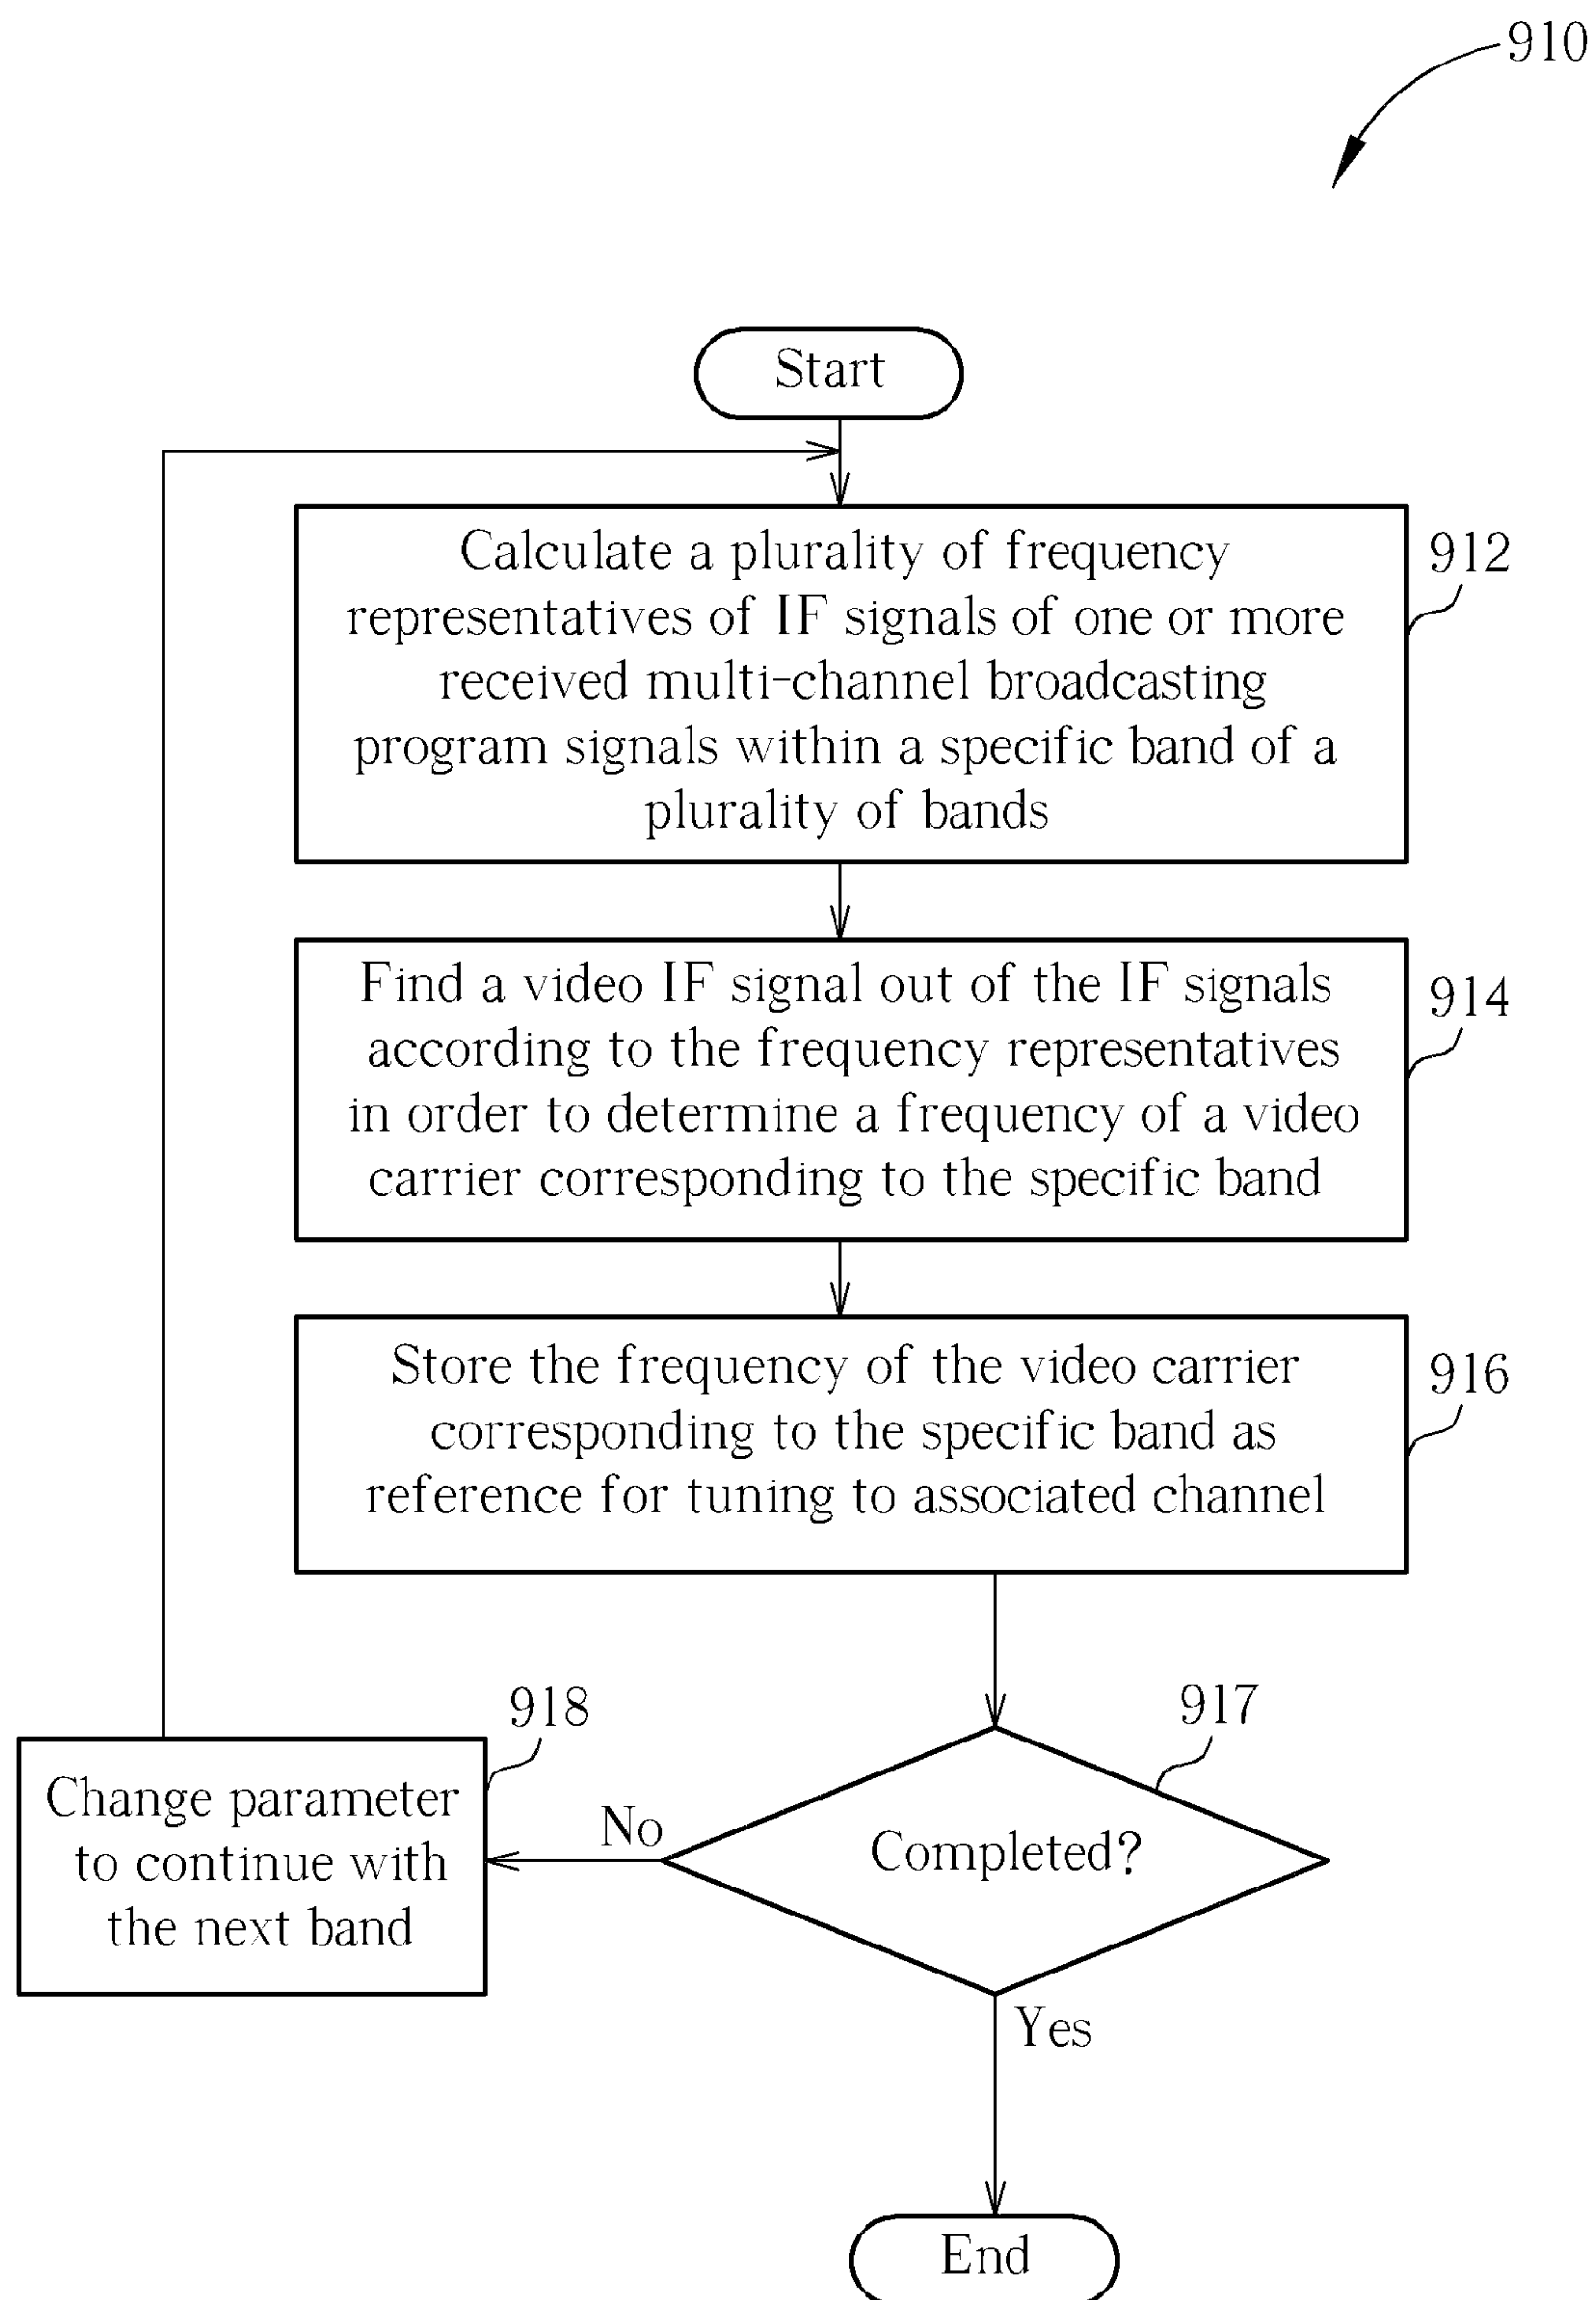 910
Start
Calculate a plurality of frequency
representatives of IF signals of one or more
received multi-channel broadcasting
program signals within a specific band of a
plurality of bands
912
Find a video IF signal out of the IF signals
according to the frequency representatives
in order to determine a frequency of a video
carrier corresponding to the specific band
914
Store the frequency of the video carrier
corresponding to the specific band as
reference for tuning to associated channel
916
917
Completed?
No
918
Change parameter
to continue with
the next band
Yes
End